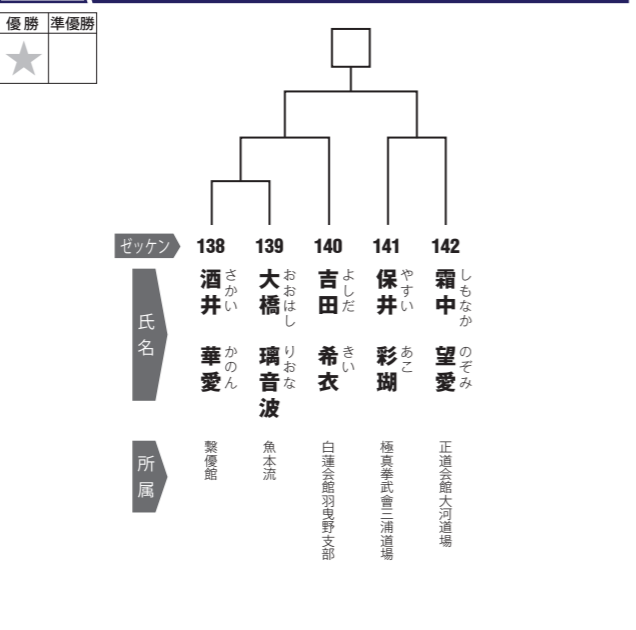 優勝 準優勝
ゼッケン 138 139 140 141 142
氏名
酒井 華愛
さかい かのん
大橋 璃音波
おおはし りおな
吉田 希衣
よしだ きい
保井 彩瑚
やすい あこ
霜中 望愛
しもなか のぞみ
所属
繋優館
魚本流
白蓮会館羽曳野支部
極真拳武會三浦道場
正道会館大河道場